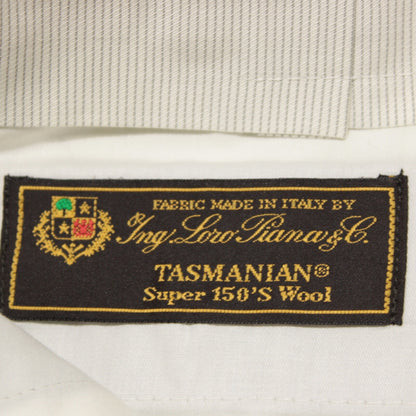 FABRIC MADE IN ITALY BY
Ing. Loro Piana & C.
TASMANIAN®
Super 150'S Wool